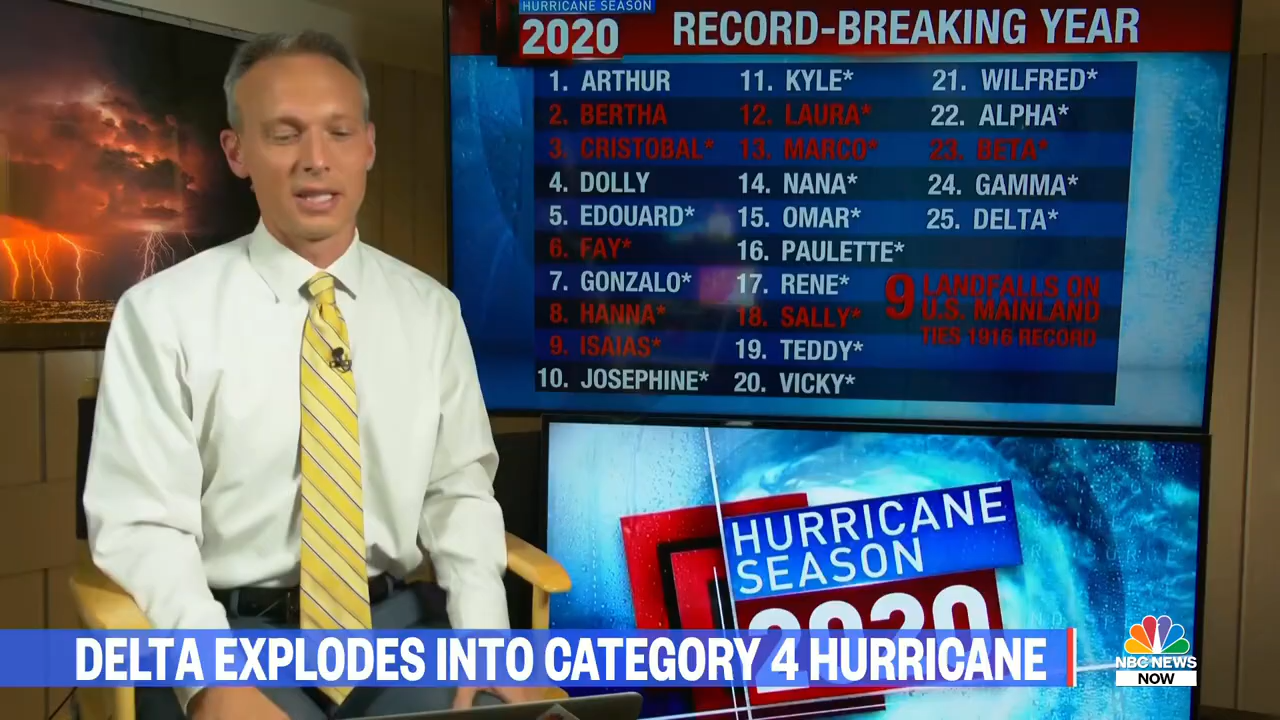 HURRICANE SEASON
2020
RECORD-BREAKING YEAR
1. ARTHUR
2. BERTHA
3. CRISTOBAL*
4. DOLLY
5. EDOUARD*
6. FAY*
7. GONZALO*
8. HANNA*
9. ISAIAS*
10. JOSEPHINE*
11. KYLE*
12. LAURA*
13. MARCO*
14. NANA*
15. OMAR*
16. PAULETTE*
17. RENE*
18. SALLY*
19. TEDDY*
20. VICKY*
21. WILFRED*
22. ALPHA*
23. BETA*
24. GAMMA*
25. DELTA*
9 LANDFALLS ON
U.S. MAINLAND
TIES 1916 RECORD
HURRICANE
SEASON
2020
DELTA EXPLODES INTO CATEGORY 4 HURRICANE
NBC NEWS
NOW